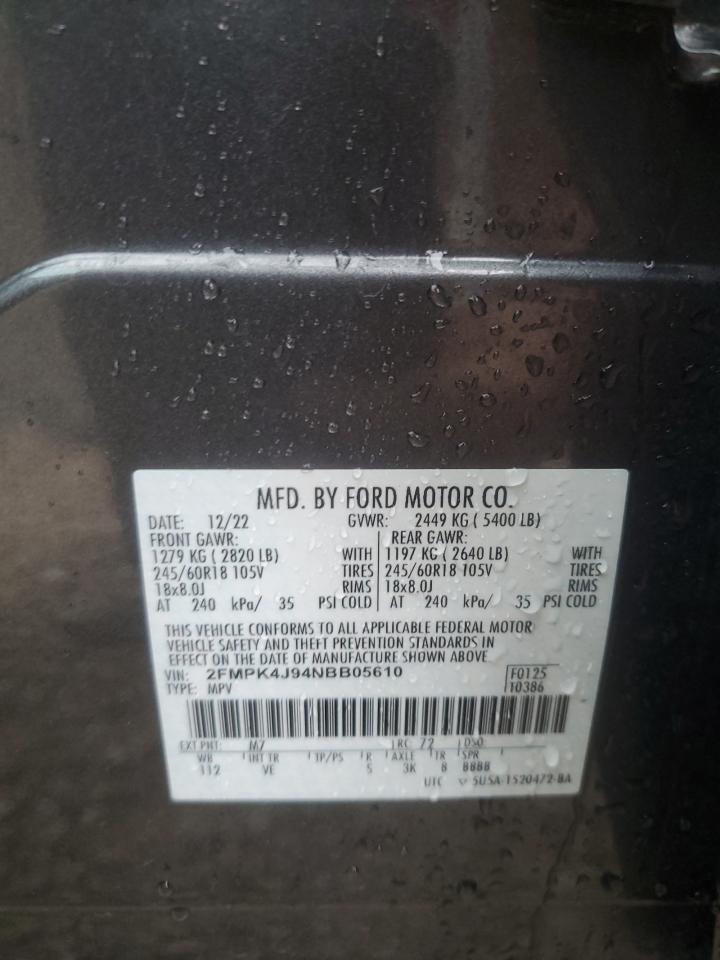 MFD. BY FORD MOTOR CO.
DATE: 12/22 GVWR: 2449 KG ( 5400 LB)
FRONT GAWR: REAR GAWR:
1279 KG ( 2820 LB) WITH 1197 KG ( 2640 LB) WITH
245/60R18 105V TIRES 245/60R18 105V TIRES
18x8.0J RIMS 18x8.0J RIMS
AT 240 kPa/ 35 PSI COLD AT 240 kPa/ 35 PSI COLD
THIS VEHICLE CONFORMS TO ALL APPLICABLE FEDERAL MOTOR
VEHICLE SAFETY AND THEFT PREVENTION STANDARDS IN
EFFECT ON THE DATE OF MANUFACTURE SHOWN ABOVE
VIN: 2FMPK4J94NBB05610 F0125
TYPE: MPV T0386
EXT PNT: M7 RC: 72 DSO:
WB INT TR TP/PS R AXLE TR SPR
112 VE 5 3K 8 BBBB
UTC ▽ 5USA-1520472-BA